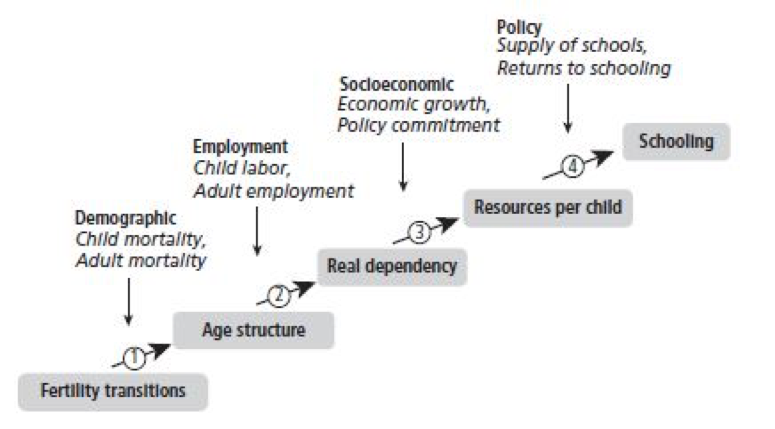 Policy
Supply of schools,
Returns to schooling
Socioeconomic
Economic growth,
Policy commitment
Employment
Child labor,
Adult employment
Demographic
Child mortality,
Adult mortality
4
Schooling
3
Resources per child
2
Real dependency
1
Age structure
Fertility transitions